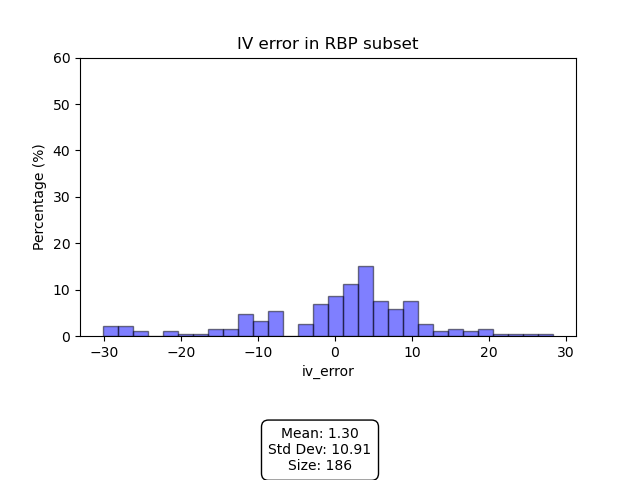 IV error in RBP subset
60
50
40
30
20
10
0
Percentage (%)
−30 −20 −10 0 10 20 30
iv_error
Mean: 1.30
Std Dev: 10.91
Size: 186